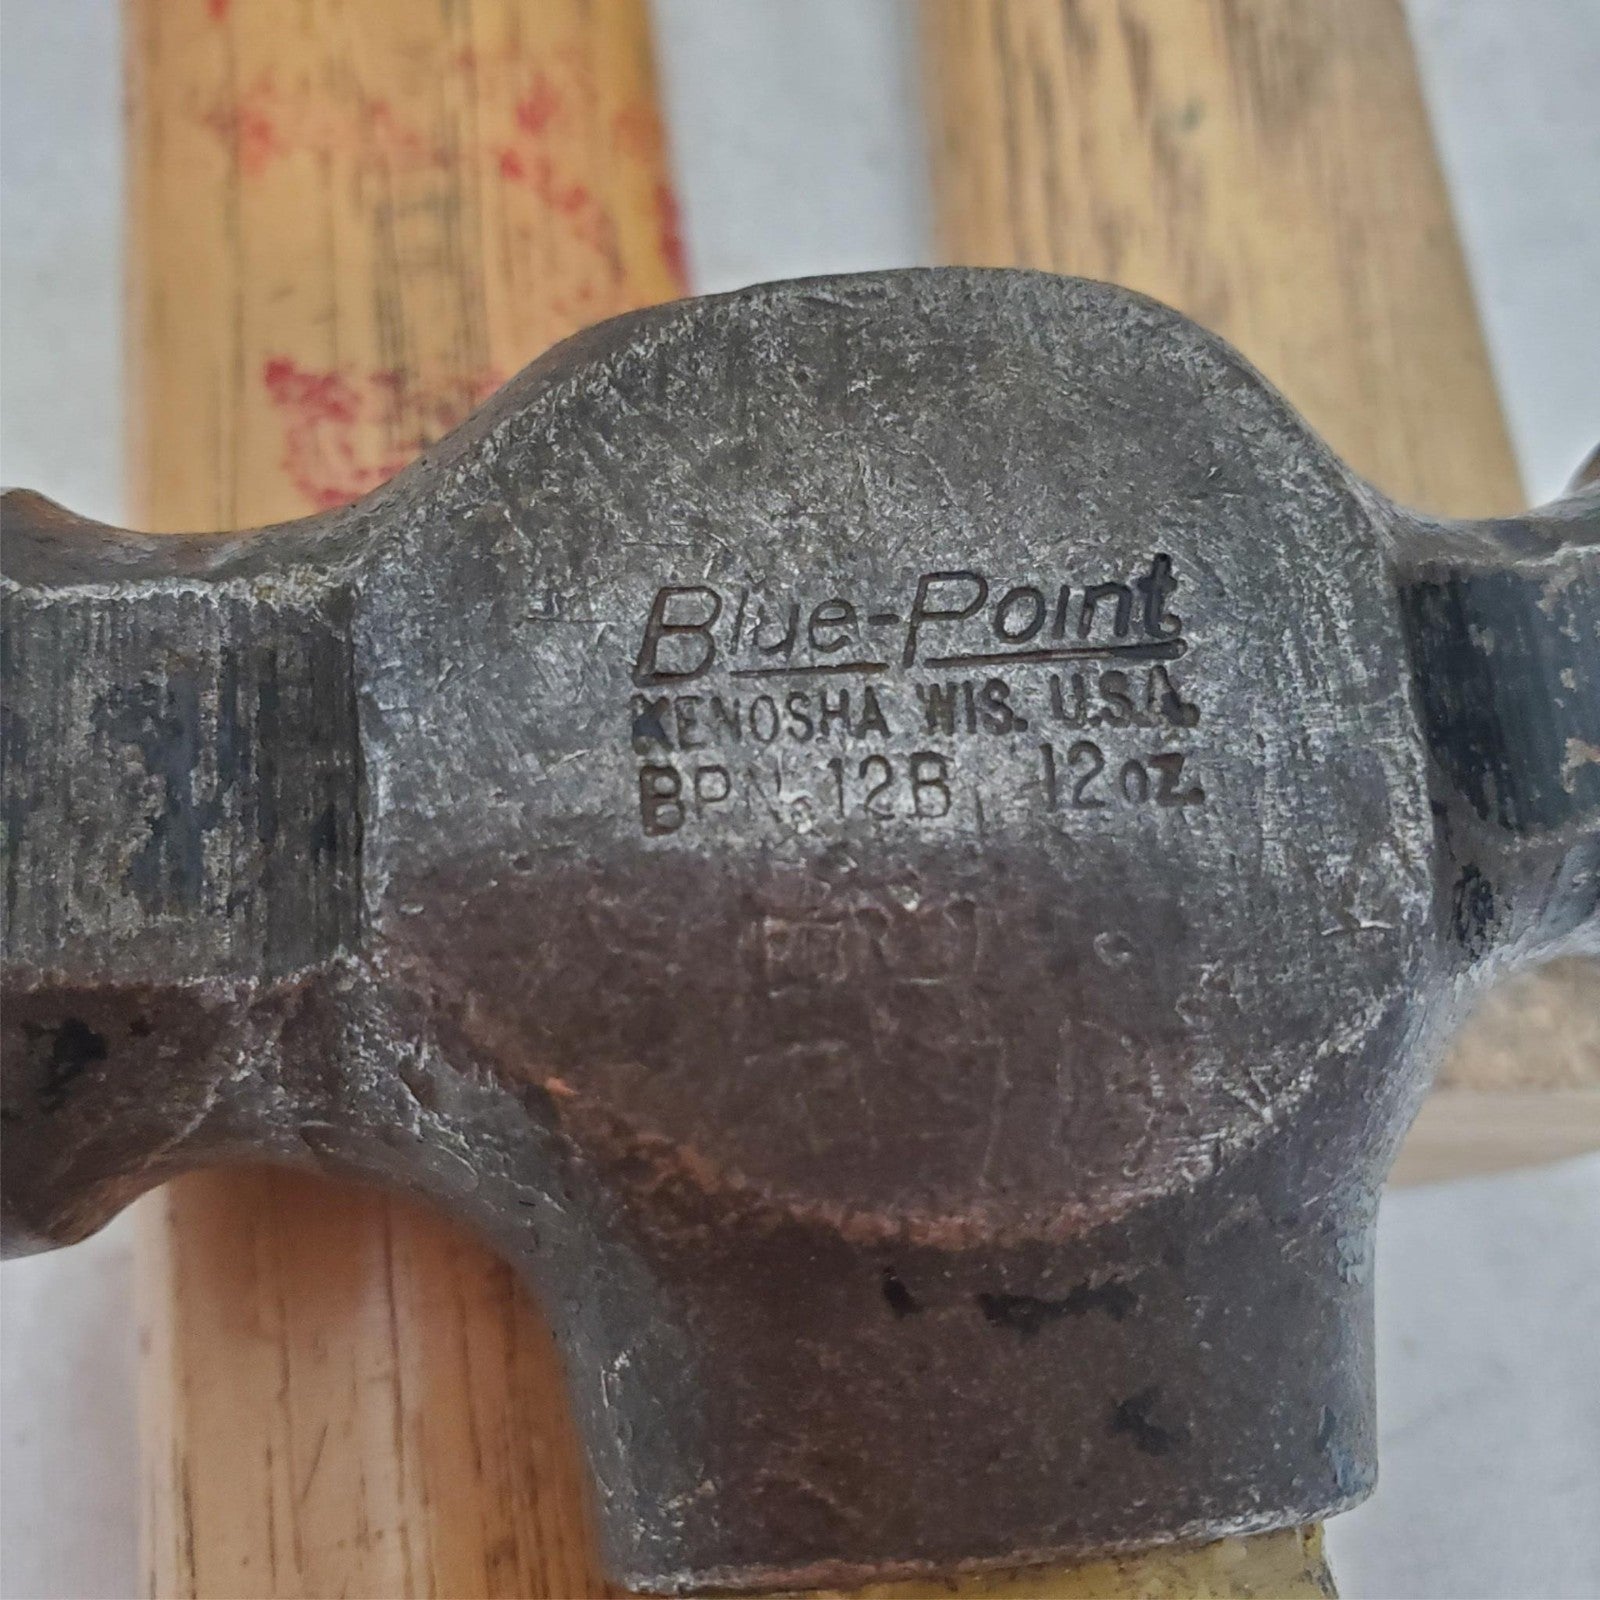 Blue-Point
KENOSHA WIS. U.S.A.
BPN. 12B 12 oz.